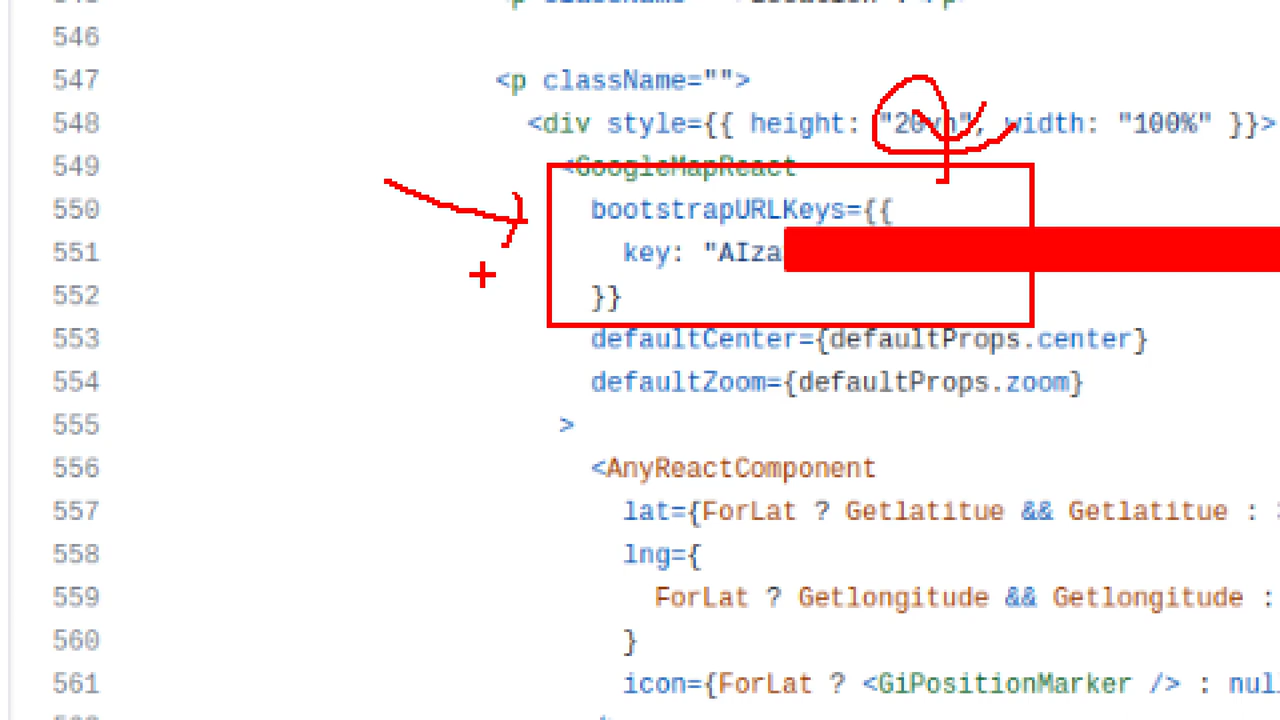 546
547 <p className="">
548 <div style={{ height: "20vh", width: "100%" }}>
549 <GoogleMapReact
550 bootstrapURLKeys={{
551 key: "AIza
552 }}
553 defaultCenter={defaultProps.center}
554 defaultZoom={defaultProps.zoom}
555 >
556 <AnyReactComponent
557 lat={ForLat ? Getlatitue && Getlatitue :
558 lng={
559 ForLat ? Getlongitude && Getlongitude :
560 }
561 icon={ForLat ? <GiPositionMarker /> : null